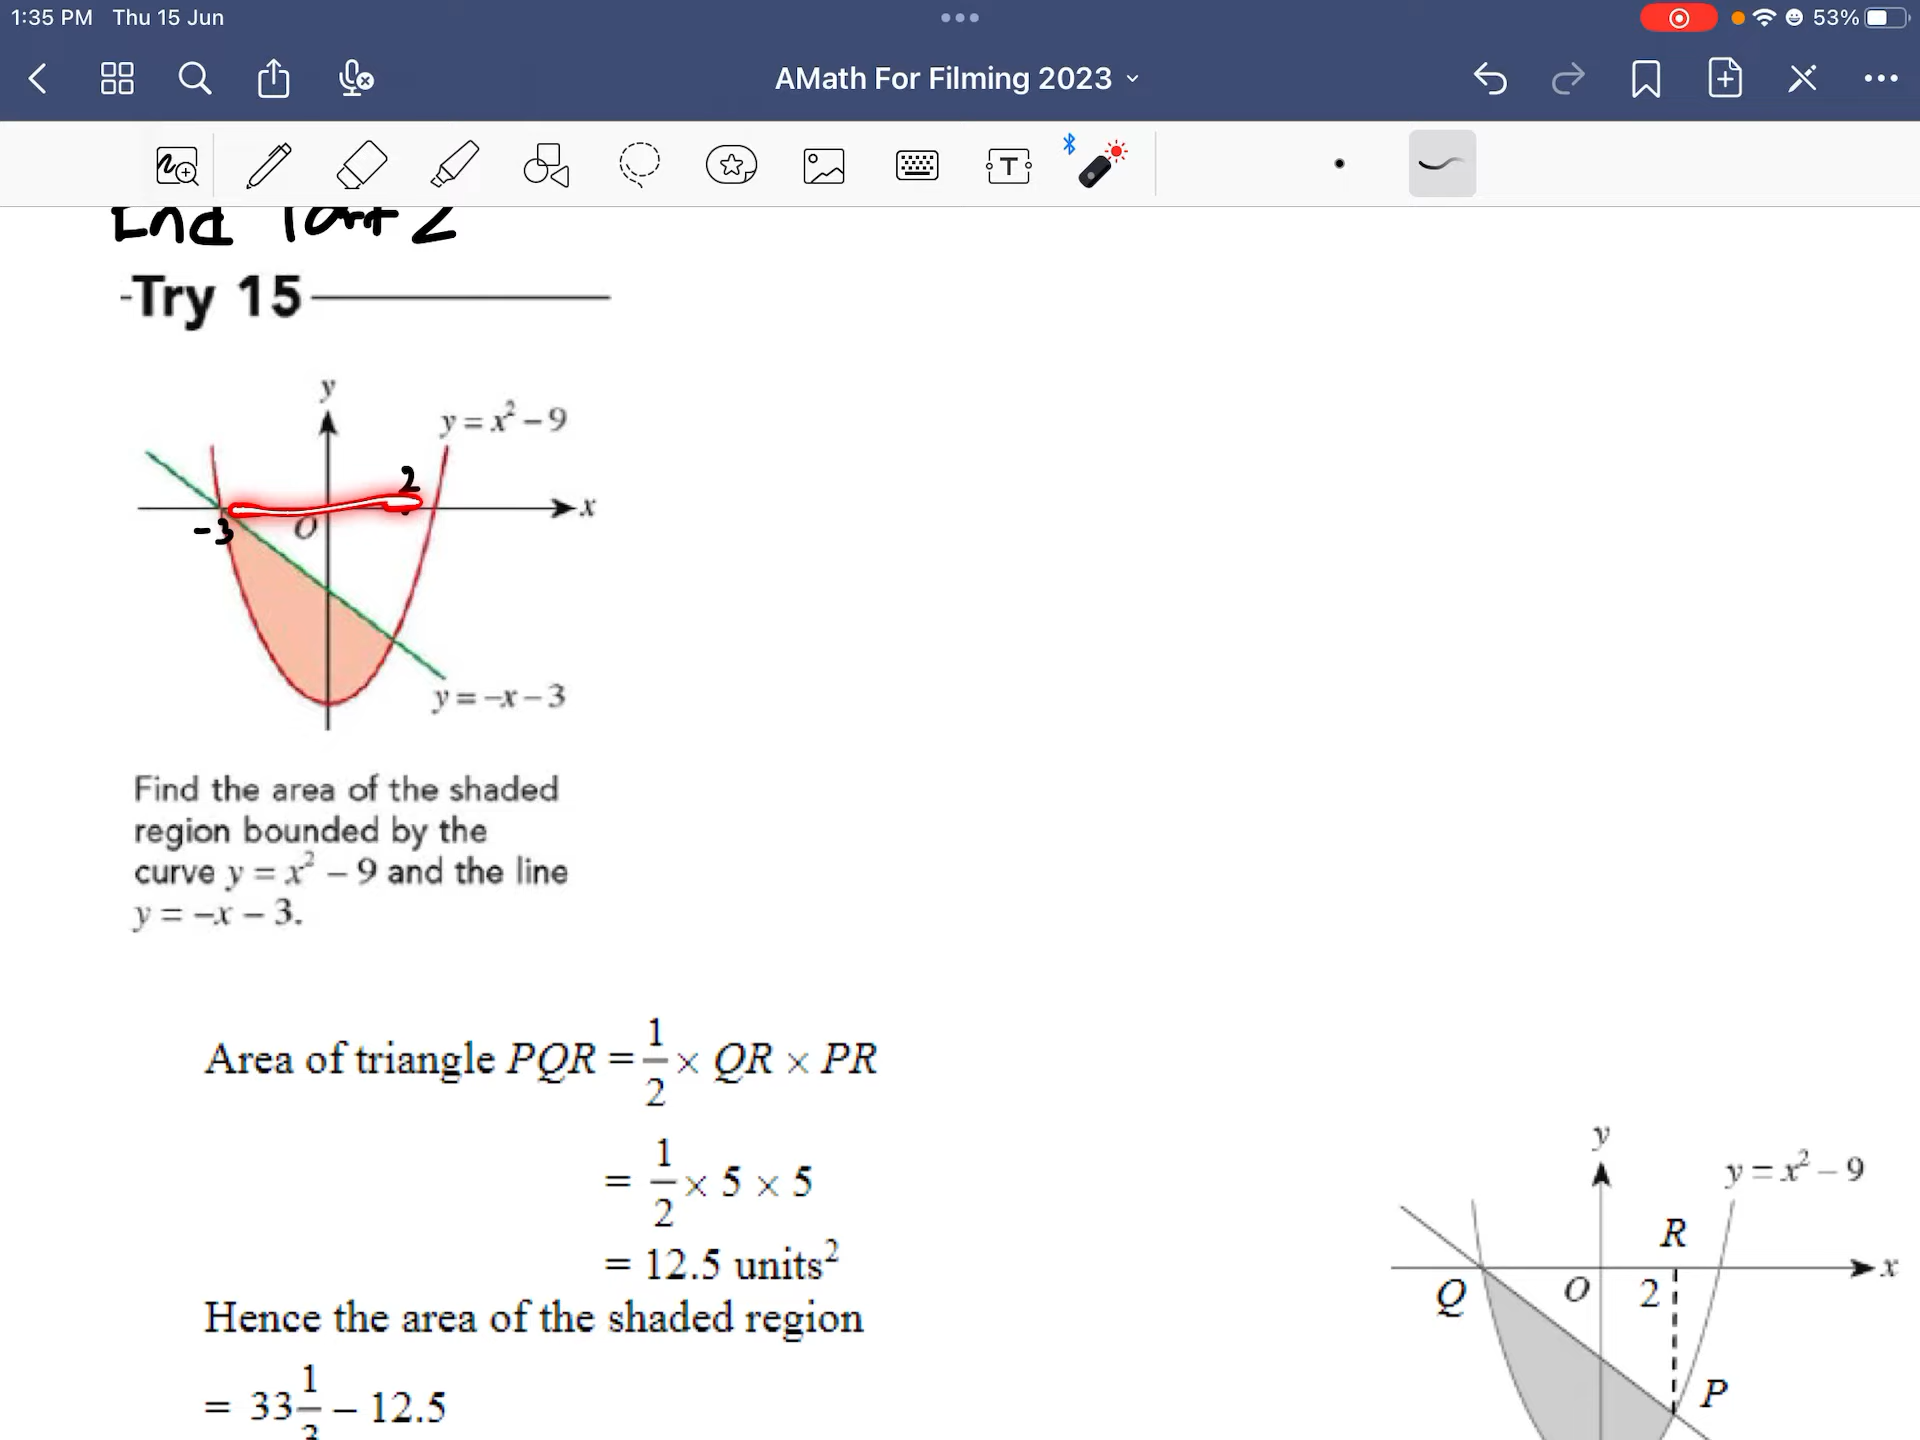 1:35 PM Thu 15 Jun
53%
AMath For Filming 2023
T
End Part 2
-Try 15
y
y = x² – 9
2
x
-3
O
y = –x – 3
Find the area of the shaded
region bounded by the
curve y = x² – 9 and the line
y = –x – 3.
Area of triangle PQR = 1/2 × QR × PR
= 1/2 × 5 × 5
= 12.5 units²
Hence the area of the shaded region
= 33 1/3 – 12.5
y
y = x² – 9
R
x
Q
O
2
P